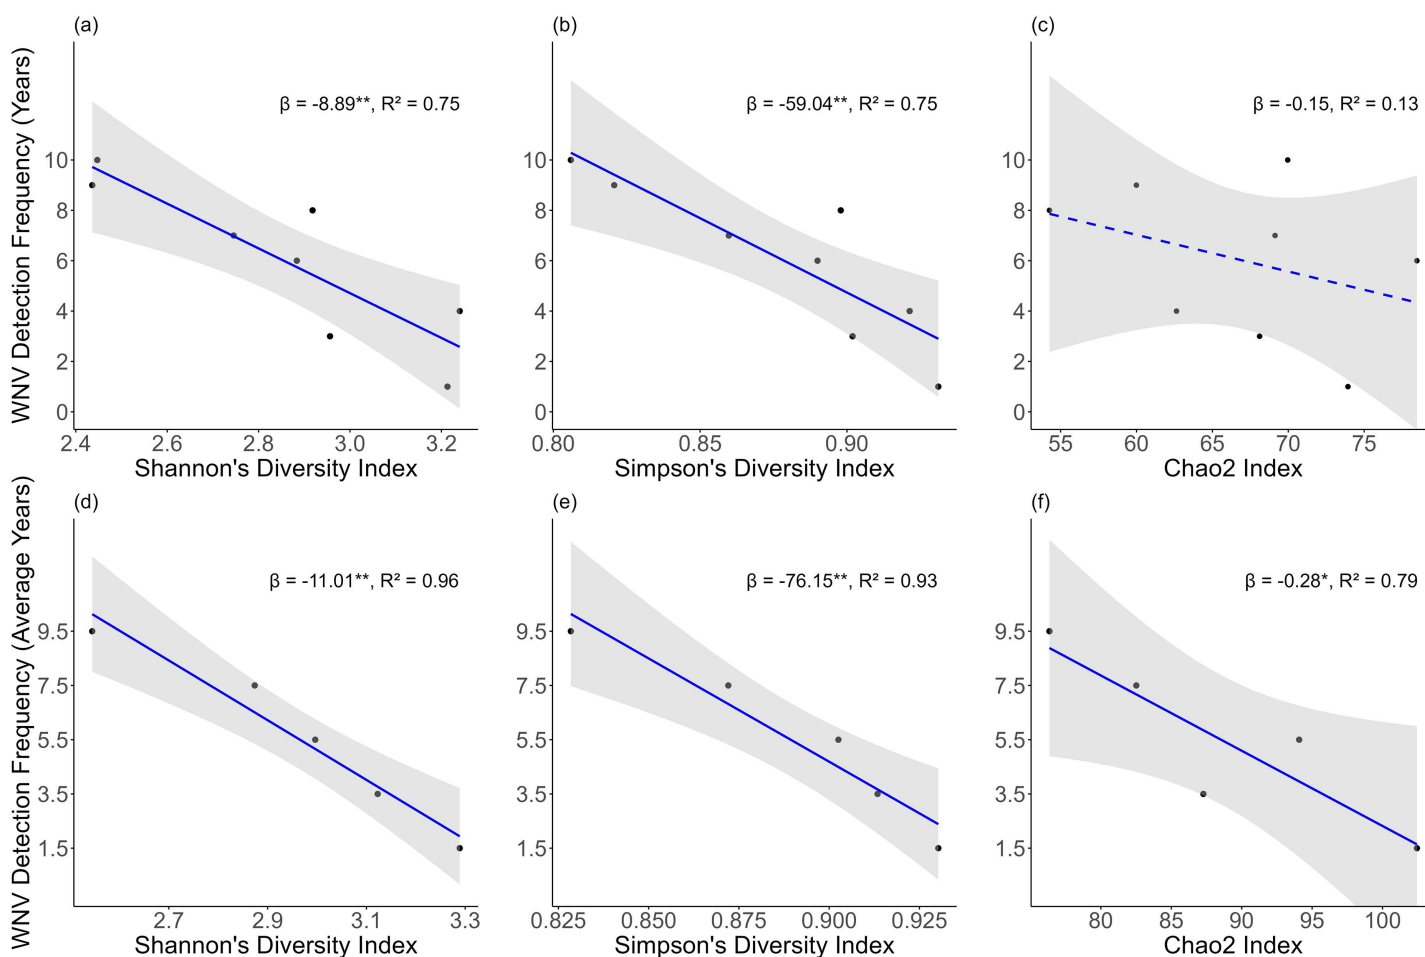 (a)
(b)
(c)
WNV Detection Frequency (Years)
β = -8.89**, R² = 0.75
β = -59.04**, R² = 0.75
β = -0.15, R² = 0.13
10
8
6
4
2
0
10
8
6
4
2
0
10
8
6
4
2
0
2.4 2.6 2.8 3.0 3.2
0.80 0.85 0.90
55 60 65 70 75
Shannon's Diversity Index
Simpson's Diversity Index
Chao2 Index
(d)
(e)
(f)
WNV Detection Frequency (Average Years)
β = -11.01**, R² = 0.96
β = -76.15**, R² = 0.93
β = -0.28*, R² = 0.79
9.5
7.5
5.5
3.5
1.5
9.5
7.5
5.5
3.5
1.5
9.5
7.5
5.5
3.5
1.5
2.7 2.9 3.1 3.3
0.825 0.850 0.875 0.900 0.925
80 85 90 95 100
Shannon's Diversity Index
Simpson's Diversity Index
Chao2 Index